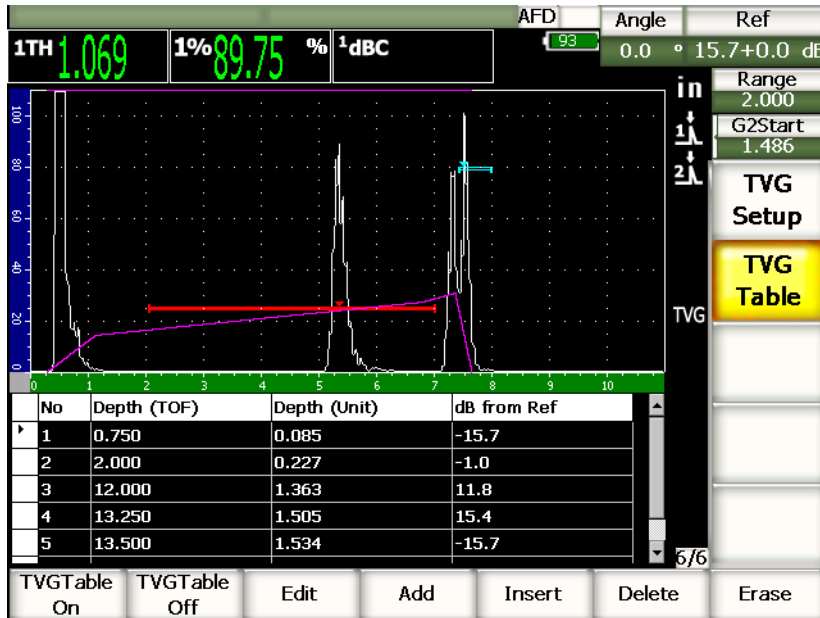 AFD
Angle
Ref
1TH 1.069
1% 89.75 %
1dBC
93
0.0 °
15.7+0.0 dB
in
Range
2.000
G2Start
1.486
1
2
TVG
Setup
TVG
Table
TVG
100
80
60
40
20
0
0 1 2 3 4 5 6 7 8 9 10
No Depth (TOF) Depth (Unit) dB from Ref
1 0.750 0.085 -15.7
2 2.000 0.227 -1.0
3 12.000 1.363 11.8
4 13.250 1.505 15.4
5 13.500 1.534 -15.7
6/6
TVGTable
On
TVGTable
Off
Edit
Add
Insert
Delete
Erase